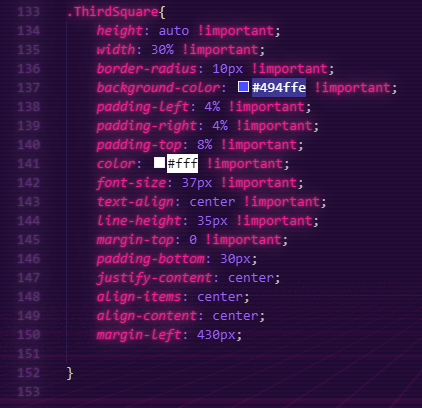 133 .ThirdSquare{
134 height: auto !important;
135 width: 30% !important;
136 border-radius: 10px !important;
137 background-color: #494ffe !important;
138 padding-left: 4% !important;
139 padding-right: 4% !important;
140 padding-top: 8% !important;
141 color: #fff !important;
142 font-size: 37px !important;
143 text-align: center !important;
144 line-height: 35px !important;
145 margin-top: 0 !important;
146 padding-bottom: 30px;
147 justify-content: center;
148 align-items: center;
149 align-content: center;
150 margin-left: 430px;
151
152 }
153